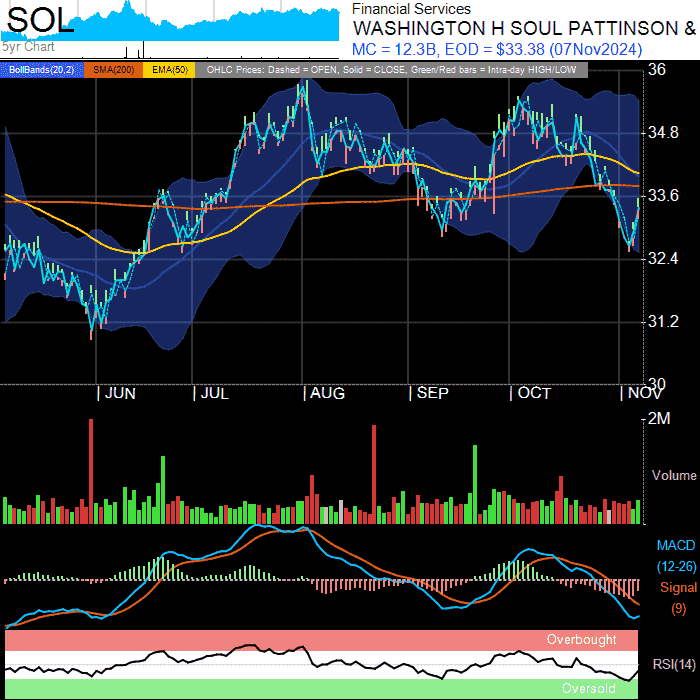 SOL
5yr Chart
Financial Services
WASHINGTON H SOUL PATTINSON &
MC = 12.3B, EOD = $33.38 (07Nov2024)
BollBands(20,2) SMA(200) EMA(50) OHLC Prices: Dashed = OPEN, Solid = CLOSE, Green/Red bars = Intra-day HIGH/LOW
36
34.8
33.6
32.4
31.2
30
JUN JUL AUG SEP OCT NOV
2M
Volume
MACD
(12-26)
Signal
(9)
Overbought
RSI(14)
Oversold